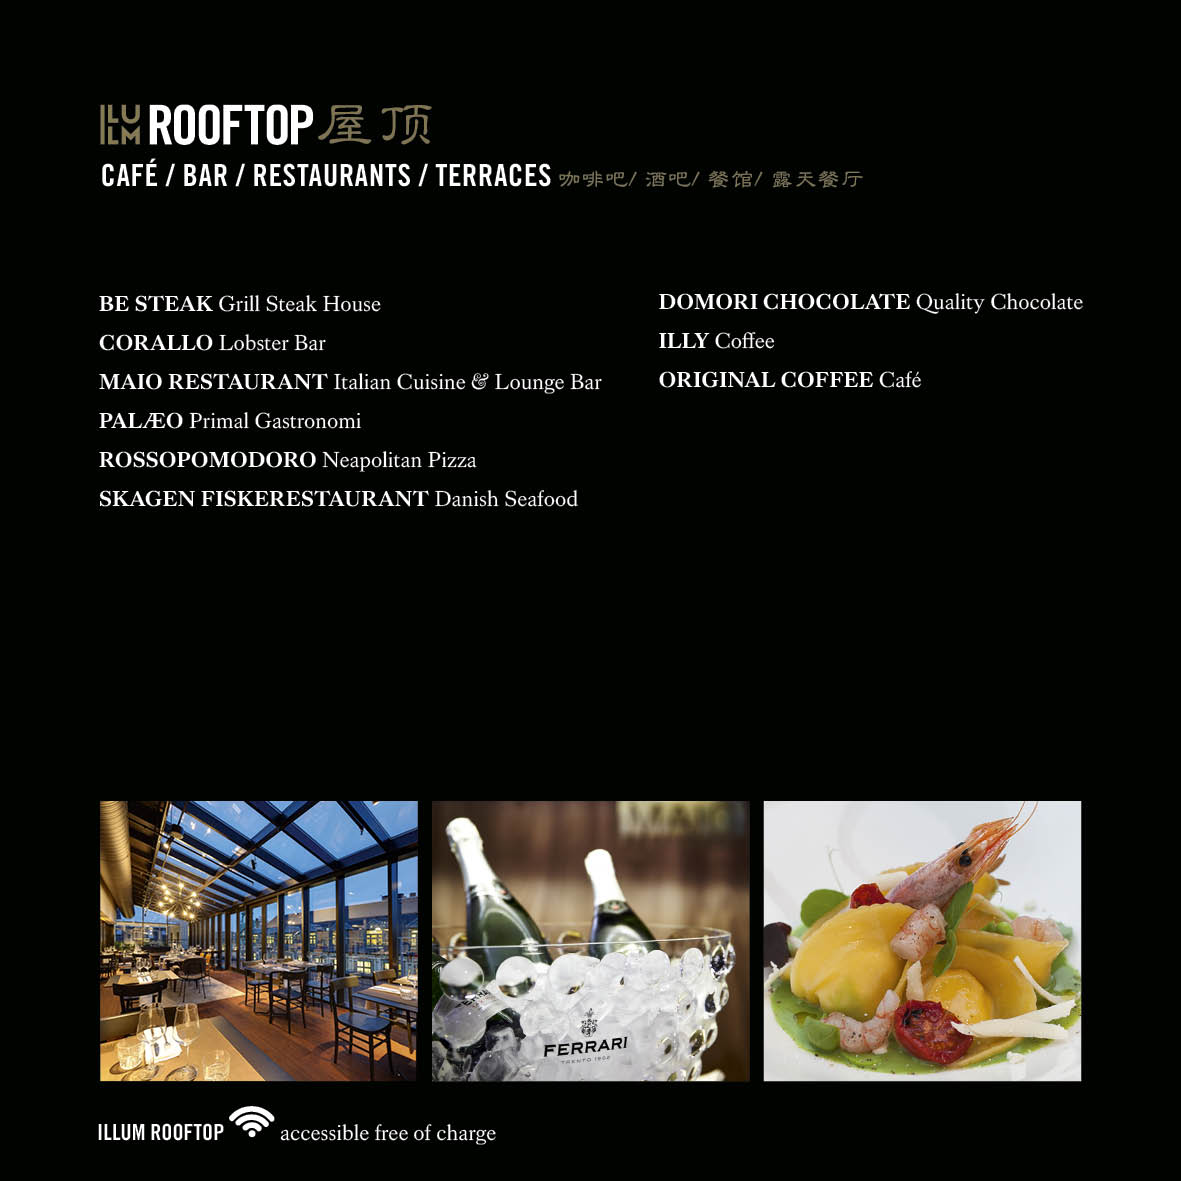 ILLUM ROOFTOP 屋顶
CAFÉ / BAR / RESTAURANTS / TERRACES 咖啡吧/ 酒吧/ 餐馆/ 露天餐厅
BE STEAK Grill Steak House
CORALLO Lobster Bar
MAIO RESTAURANT Italian Cuisine & Lounge Bar
PALÆO Primal Gastronomi
ROSSOPOMODORO Neapolitan Pizza
SKAGEN FISKERESTAURANT Danish Seafood
DOMORI CHOCOLATE Quality Chocolate
ILLY Coffee
ORIGINAL COFFEE Café
FERRARI
TRENTO 1902
ILLUM ROOFTOP accessible free of charge